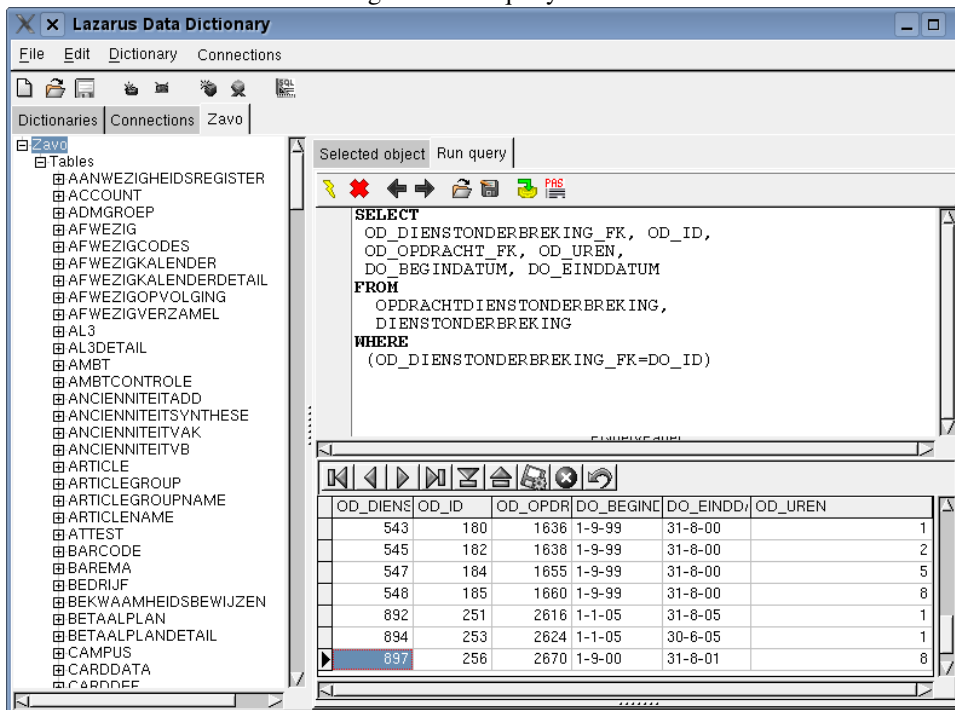 Lazarus Data Dictionary
File Edit Dictionary Connections
SQL
Dictionaries Connections Zavo
Zavo
Tables
AANWEZIGHEIDSREGISTER
ACCOUNT
ADMGROEP
AFWEZIG
AFWEZIGCODES
AFWEZIGKALENDER
AFWEZIGKALENDERDETAIL
AFWEZIGOPVOLGING
AFWEZIGVERZAMEL
AL3
AL3DETAIL
AMBT
AMBTCONTROLE
ANCIENNITEITADD
ANCIENNITEITSYNTHESE
ANCIENNITEITVAK
ANCIENNITEITVB
ARTICLE
ARTICLEGROUP
ARTICLEGROUPNAME
ARTICLENAME
ATTEST
BARCODE
BAREMA
BEDRIJF
BEKWAAMHEIDSBEWIJZEN
BETAALPLAN
BETAALPLANDETAIL
CAMPUS
CARDDATA
CARDDEF
Selected object Run query
PAS
SELECT
OD_DIENSTONDERBREKING_FK, OD_ID,
OD_OPDRACHT_FK, OD_UREN,
DO_BEGINDATUM, DO_EINDDATUM
FROM
OPDRACHTDIENSTONDERBREKING,
DIENSTONDERBREKING
WHERE
(OD_DIENSTONDERBREKING_FK=DO_ID)
OD_DIENS OD_ID OD_OPDR DO_BEGIND DO_EINDD OD_UREN
543 180 1636 1-9-99 31-8-00 1
545 182 1638 1-9-99 31-8-00 2
547 184 1655 1-9-99 31-8-00 5
548 185 1660 1-9-99 31-8-00 8
892 251 2616 1-1-05 31-8-05 1
894 253 2624 1-1-05 30-6-05 1
897 256 2670 1-9-00 31-8-01 8